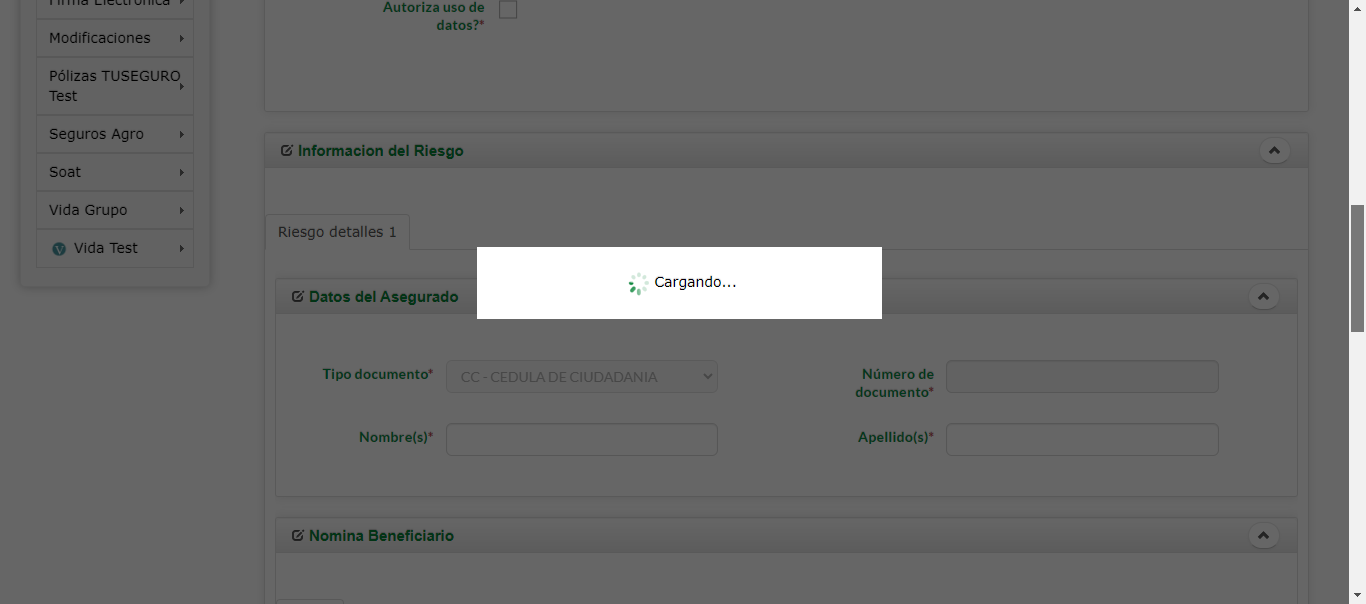 Firma Electrónica
Autoriza uso de
datos?*
Modificaciones
Pólizas TUSEGURO
Test
Seguros Agro
Informacion del Riesgo
Soat
Vida Grupo
Riesgo detalles 1
V Vida Test
Cargando...
Datos del Asegurado
Tipo documento*
CC - CEDULA DE CIUDADANIA
Número de
documento*
Nombre(s)*
Apellido(s)*
Nomina Beneficiario